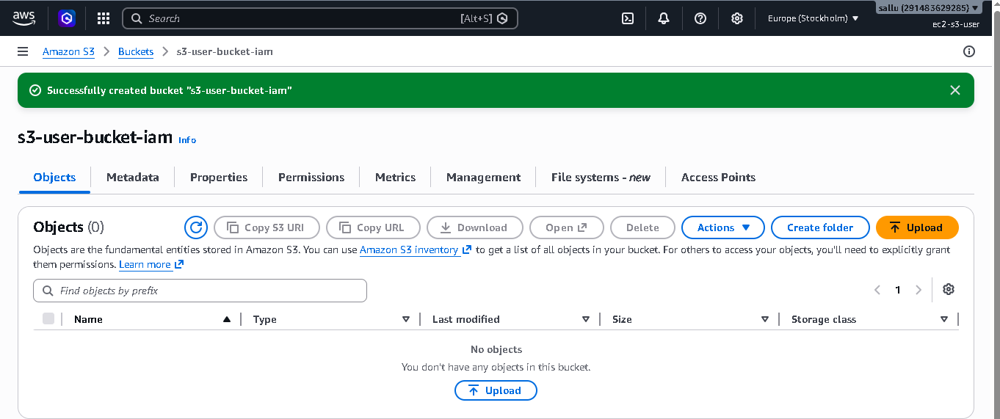 aws
Search [Alt+S] Europe (Stockholm) sallu (291483629285)
ec2-s3-user
Amazon S3 Buckets s3-user-bucket-iam
Successfully created bucket "s3-user-bucket-iam"
s3-user-bucket-iam Info
Objects Metadata Properties Permissions Metrics Management File systems - new Access Points
Objects (0) Copy S3 URI Copy URL Download Open Delete Actions Create folder Upload
Objects are the fundamental entities stored in Amazon S3. You can use Amazon S3 inventory to get a list of all objects in your bucket. For others to access your objects, you'll need to explicitly grant
them permissions. Learn more
Find objects by prefix 1
Name Type Last modified Size Storage class
No objects
You don't have any objects in this bucket.
Upload